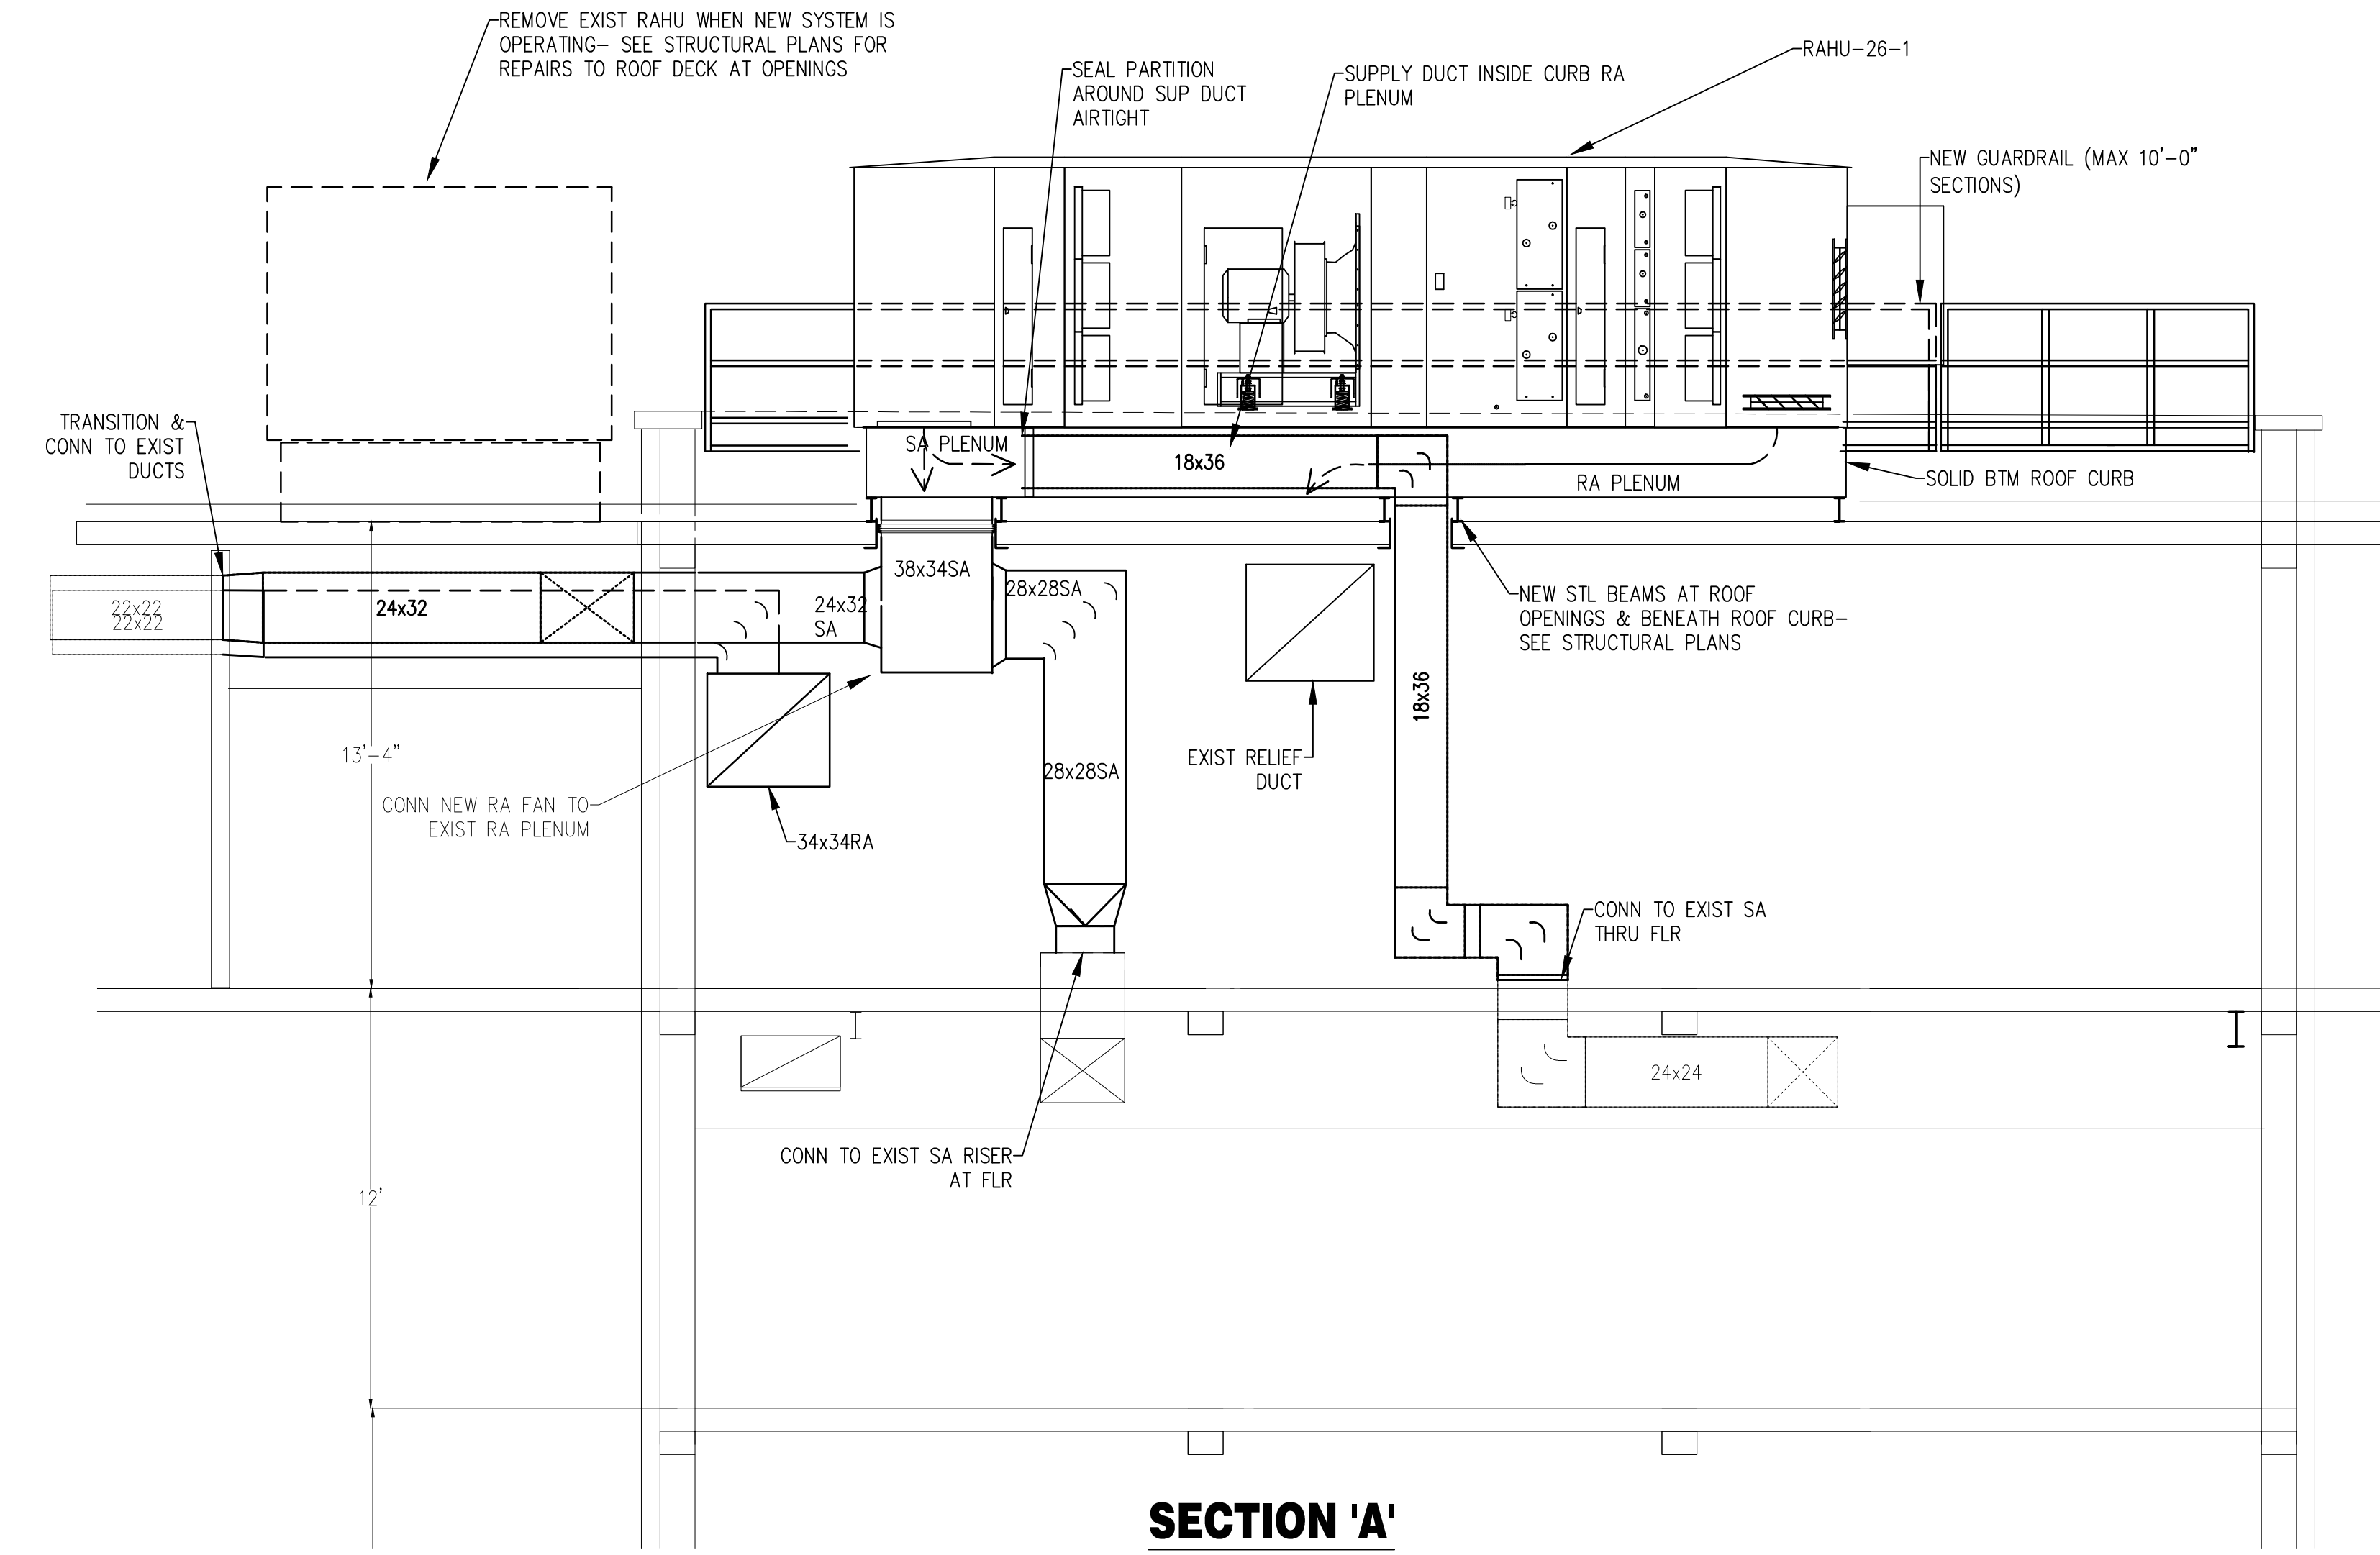 REMOVE EXIST RAHU WHEN NEW SYSTEM IS
OPERATING– SEE STRUCTURAL PLANS FOR
REPAIRS TO ROOF DECK AT OPENINGS
SEAL PARTITION
AROUND SUP DUCT
AIRTIGHT
SUPPLY DUCT INSIDE CURB RA
PLENUM
RAHU–26–1
NEW GUARDRAIL (MAX 10'–0"
SECTIONS)
TRANSITION &
CONN TO EXIST
DUCTS
SA PLENUM
18x36
RA PLENUM
SOLID BTM ROOF CURB
22x22
22x22
24x32
24x32
SA
38x34SA
28x28SA
NEW STL BEAMS AT ROOF
OPENINGS & BENEATH ROOF CURB–
SEE STRUCTURAL PLANS
18x36
13'–4"
CONN NEW RA FAN TO
EXIST RA PLENUM
34x34RA
28x28SA
EXIST RELIEF
DUCT
CONN TO EXIST SA
THRU FLR
24x24
CONN TO EXIST SA RISER
AT FLR
12'
SECTION 'A'